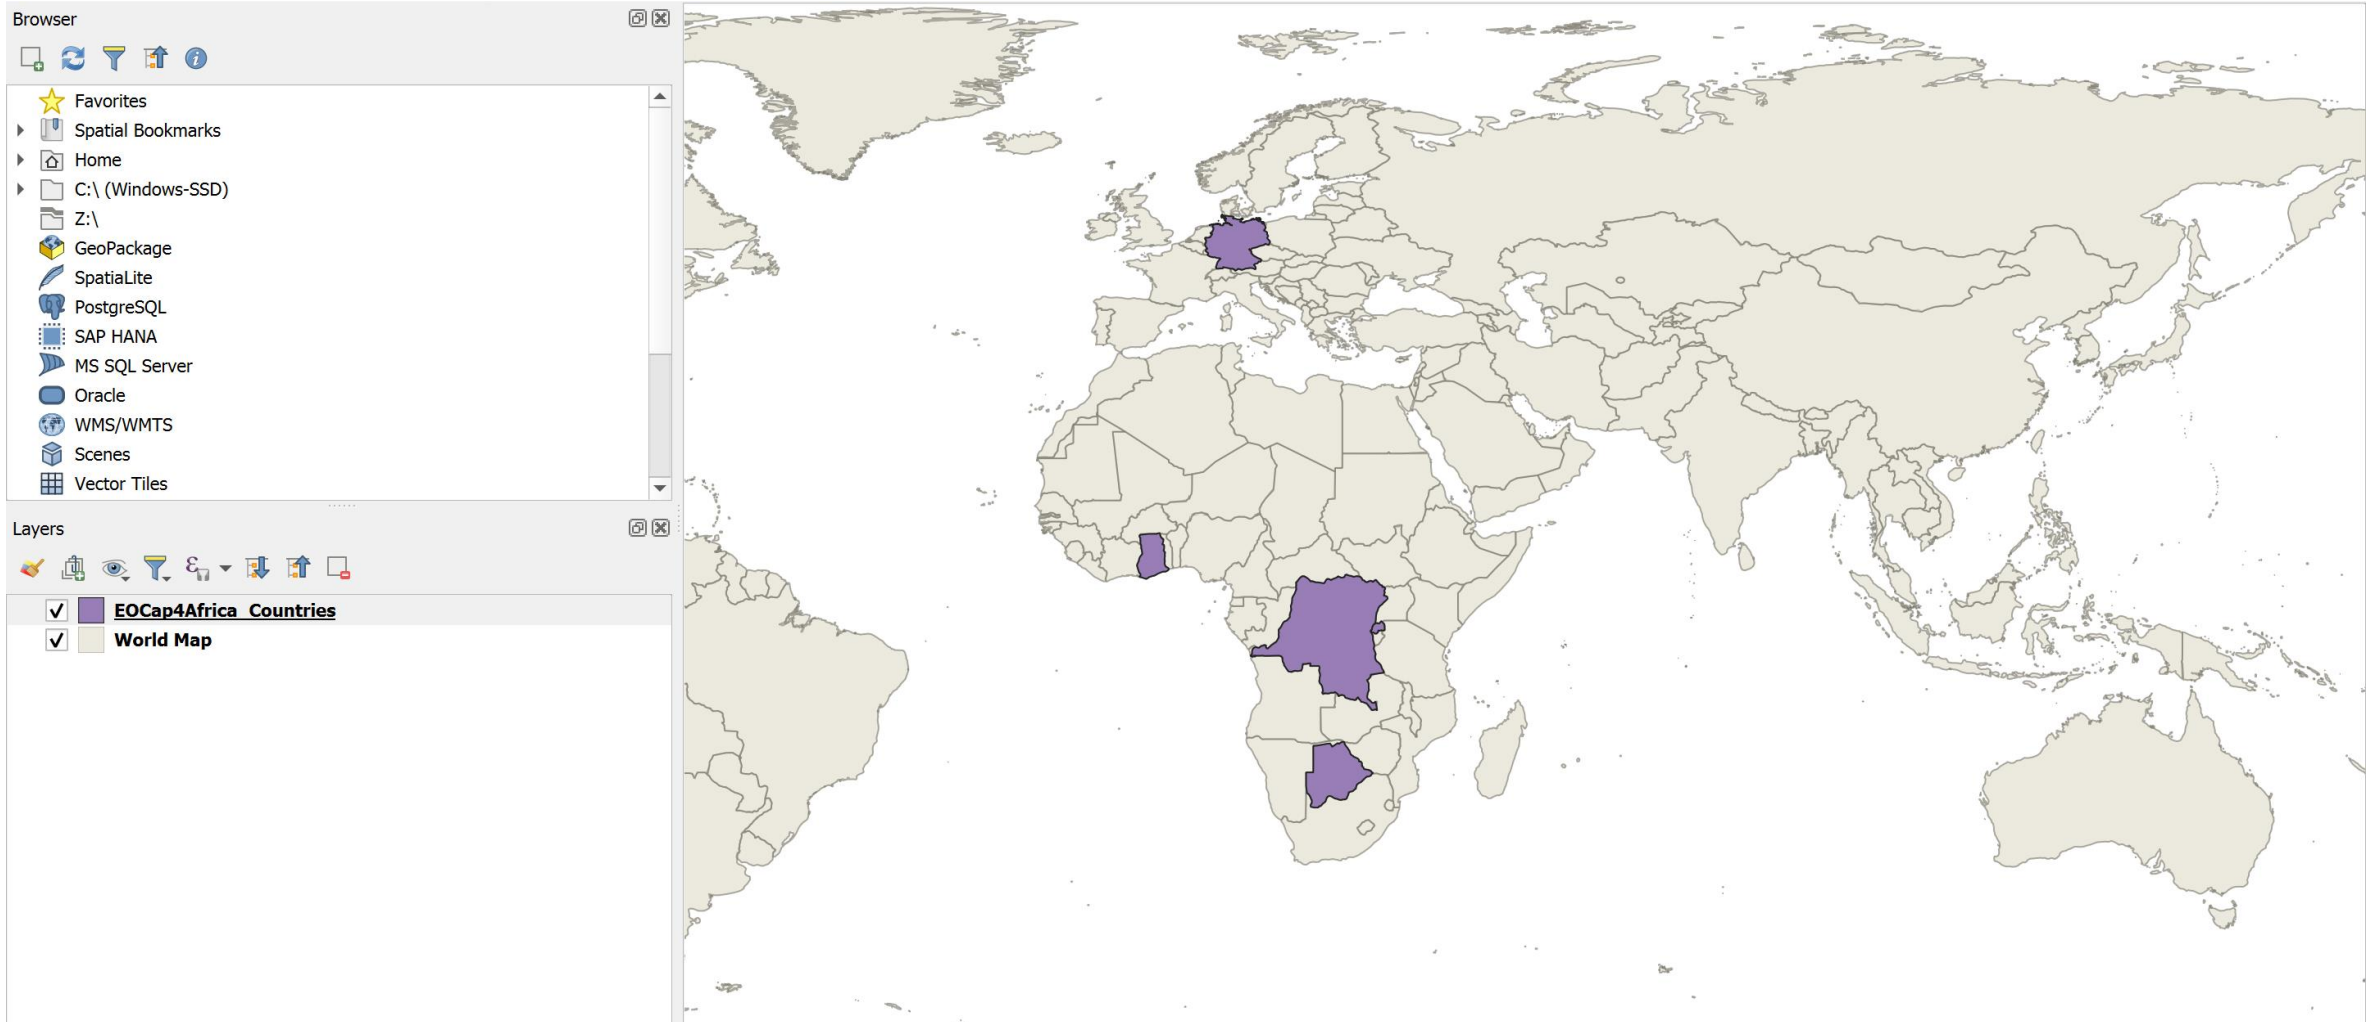 Browser
Favorites
Spatial Bookmarks
Home
C:\ (Windows-SSD)
Z:\
GeoPackage
SpatiaLite
PostgreSQL
SAP HANA
MS SQL Server
Oracle
WMS/WMTS
Scenes
Vector Tiles
Layers
EOCap4Africa_Countries
World Map